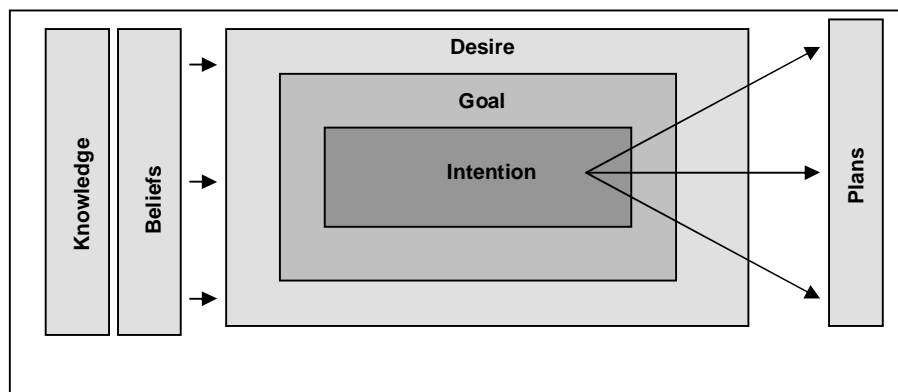 Knowledge
Beliefs
Desire
Goal
Intention
Plans